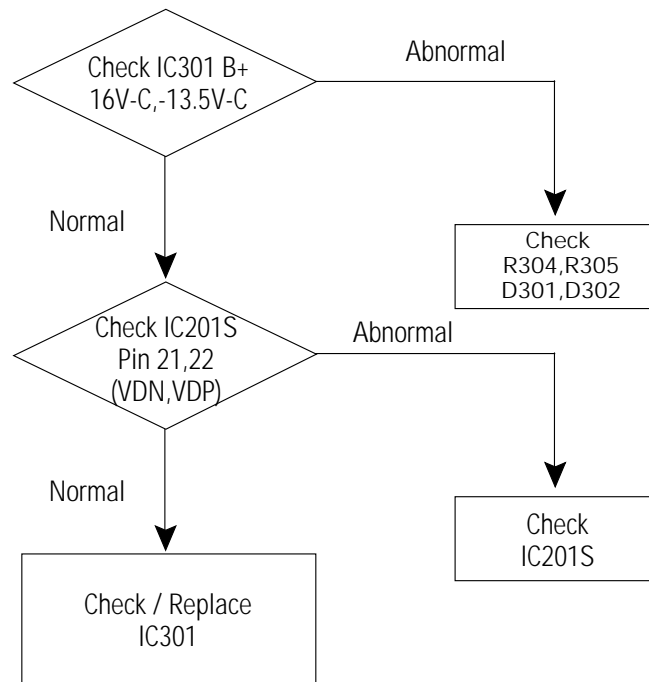 Check IC301 B+
16V-C,-13.5V-C
Abnormal
Normal
Check
R304,R305
D301,D302
Check IC201S
Pin 21,22
(VDN,VDP)
Abnormal
Normal
Check
IC201S
Check / Replace
IC301